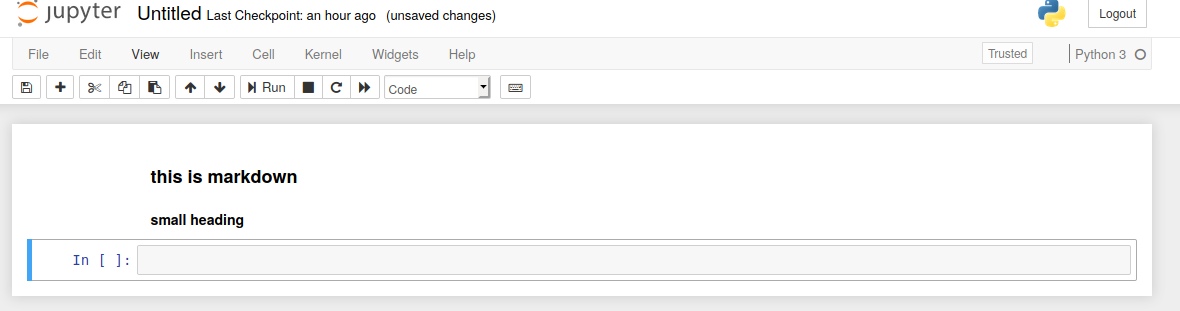 jupyter Untitled Last Checkpoint: an hour ago (unsaved changes) Logout
File Edit View Insert Cell Kernel Widgets Help Trusted Python 3
Run Code
this is markdown
small heading
In [ ]: